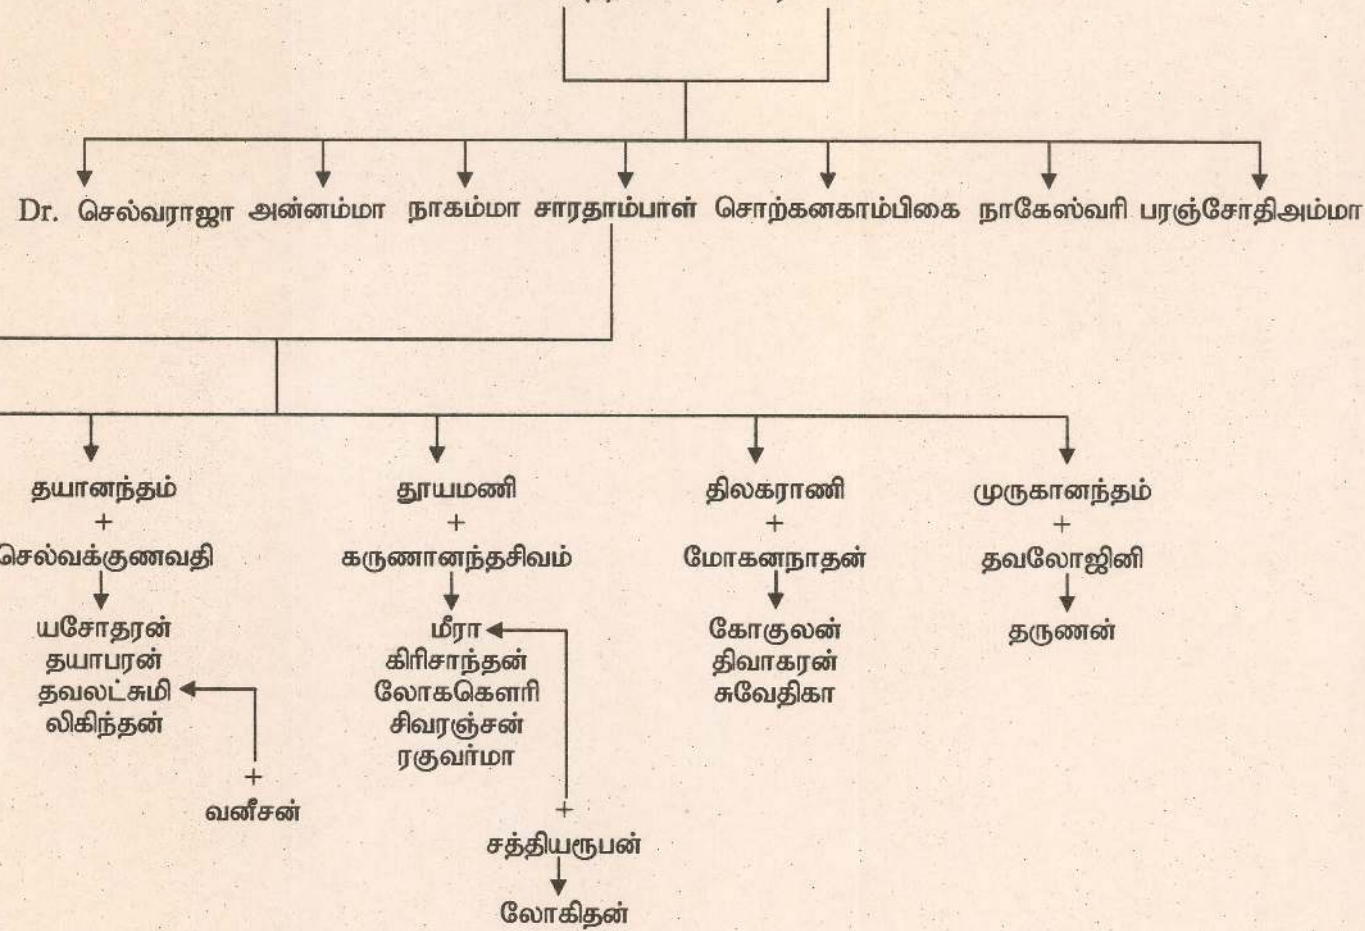 Dr. செல்வராஜா அன்னம்மா நாகம்மா சாரதாம்பாள் சொற்கனகாம்பிகை நாகேஸ்வரி பரஞ்சோதிஅம்மா
தயானந்தம் தூயமணி திலகராணி முருகானந்தம்
+ + + +
செல்வக்குணவதி கருணானந்தசிவம் மோகனநாதன் தவலோஜினி
யசோதரன் மீரா கோகுலன் தருணன்
தயாபரன் கிரிசாந்தன் திவாகரன்
தவலட்சுமி லோககௌரி சுவேதிகா
லிகிந்தன் சிவரஞ்சன்
ரகுவர்மா
+
வனீசன்
+
சத்தியரூபன்
லோகிதன்